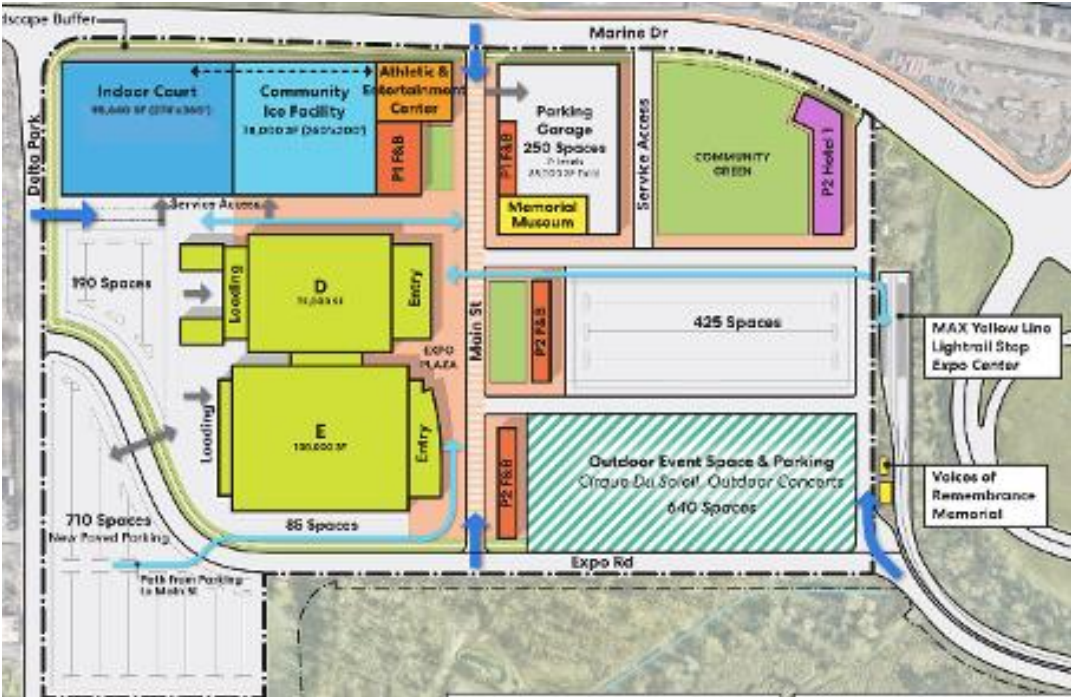 dscape Buffer
Marine Dr
Delta Park
Indoor Court
Community
Ice Facility
Athletic &
Entertainment
Center
P1 F&B
P1 F&B
Parking
Garage
250 Spaces
Memorial
Museum
Service Access
COMMUNITY
GREEN
P2 Hotel 1
Service Access
190 Spaces
Loading
D
Entry
Main St
EXPO
PLAZA
P2 F&B
425 Spaces
MAX Yellow Line
Lightrail Stop
Expo Center
Loading
E
Entry
P2 F&B
Outdoor Event Space & Parking
Cirque Du Soleil, Outdoor Concerts
640 Spaces
Voices of
Remembrance
Memorial
710 Spaces
New Paved Parking
85 Spaces
Path from Parking
to Main St
Expo Rd